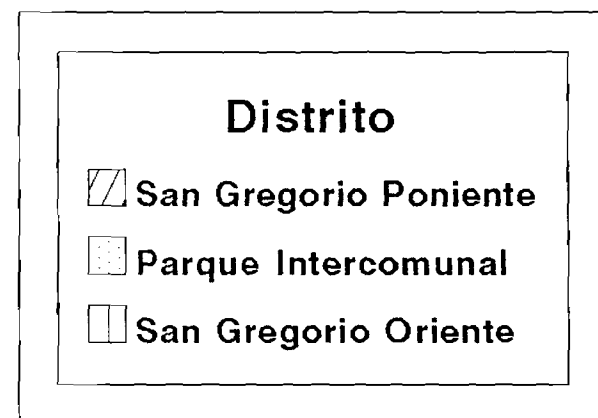 Distrito
San Gregorio Poniente
Parque Intercomunal
San Gregorio Oriente